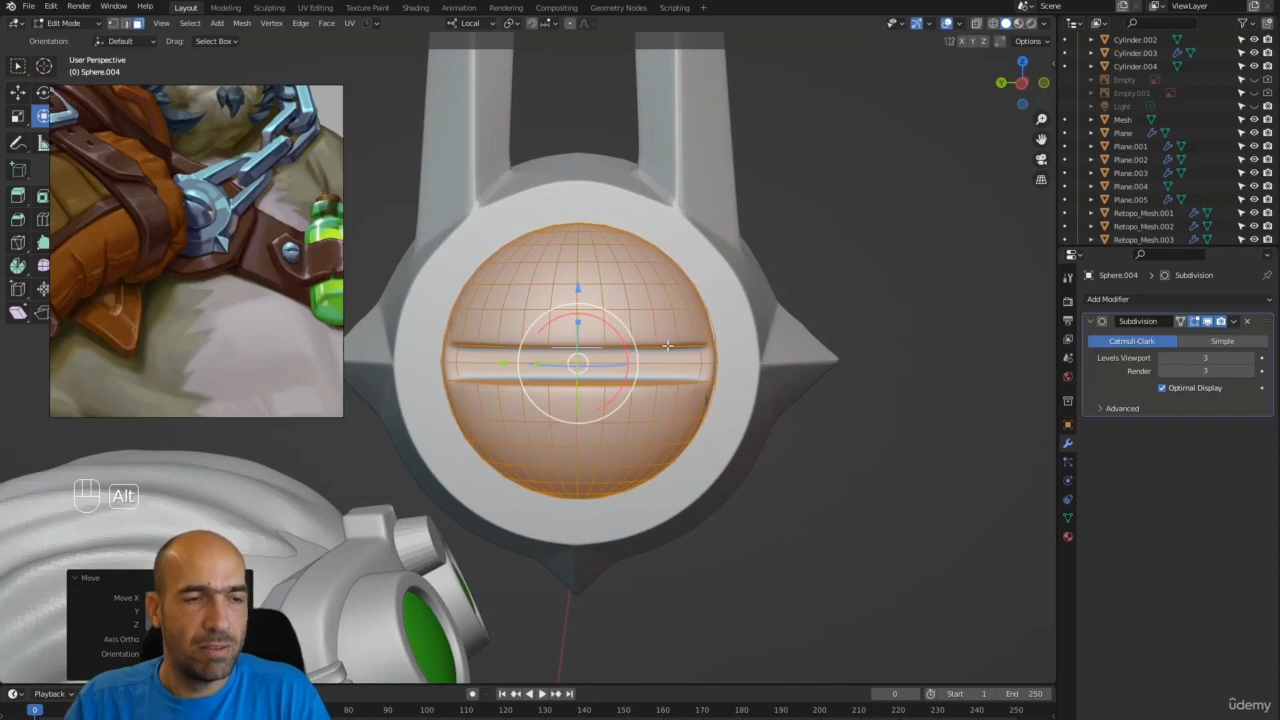 File Edit Render Window Help Layout Modeling Sculpting UV Editing Texture Paint Shading Animation Rendering Compositing Geometry Nodes Scripting Scene ViewLayer
Edit Mode View Select Add Mesh Vertex Edge Face UV Local
Orientation: Default Drag: Select Box X Y Z Options
User Perspective
(0) Sphere.004
Z
Y
Cylinder.002
Cylinder.003
Cylinder.004
Empty
Empty.001
Light
Mesh
Plane
Plane.001
Plane.002
Plane.003
Plane.004
Plane.005
Retopo_Mesh.001
Retopo_Mesh.002
Retopo_Mesh.003
Sphere.004 Subdivision
Add Modifier
Subdivision
Catmull-Clark Simple
Levels Viewport 3
Render 3
Optimal Display
Advanced
Alt
Move
Move X
Y
Z
Axis Ortho
Orientation
Playback 0 Start 1 End 250
0 80 90 100 110 120 130 140 150 160 170 180 190 200 210 220 230 240 250
ûdemy